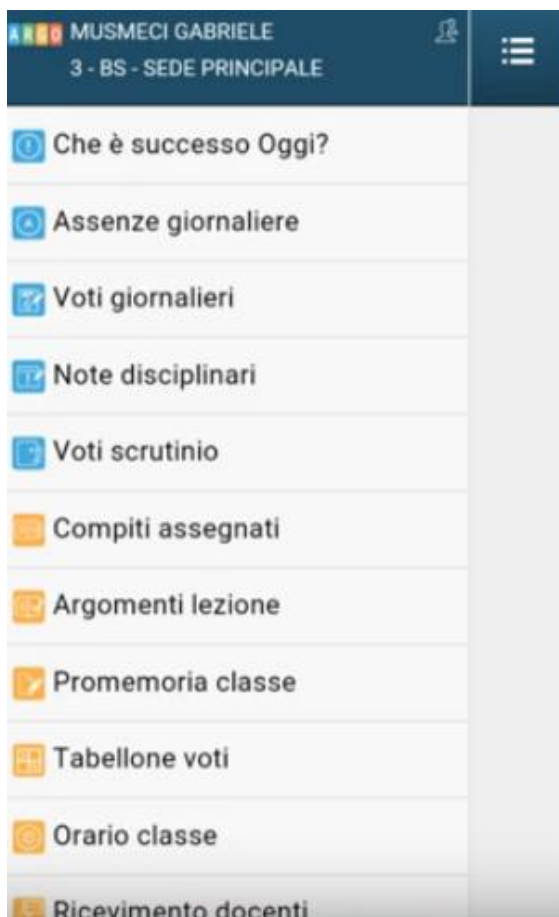 ARGO MUSMECI GABRIELE
3 - BS - SEDE PRINCIPALE
Che è successo Oggi?
Assenze giornaliere
Voti giornalieri
Note disciplinari
Voti scrutinio
Compiti assegnati
Argomenti lezione
Promemoria classe
Tabellone voti
Orario classe
Ricevimento docenti